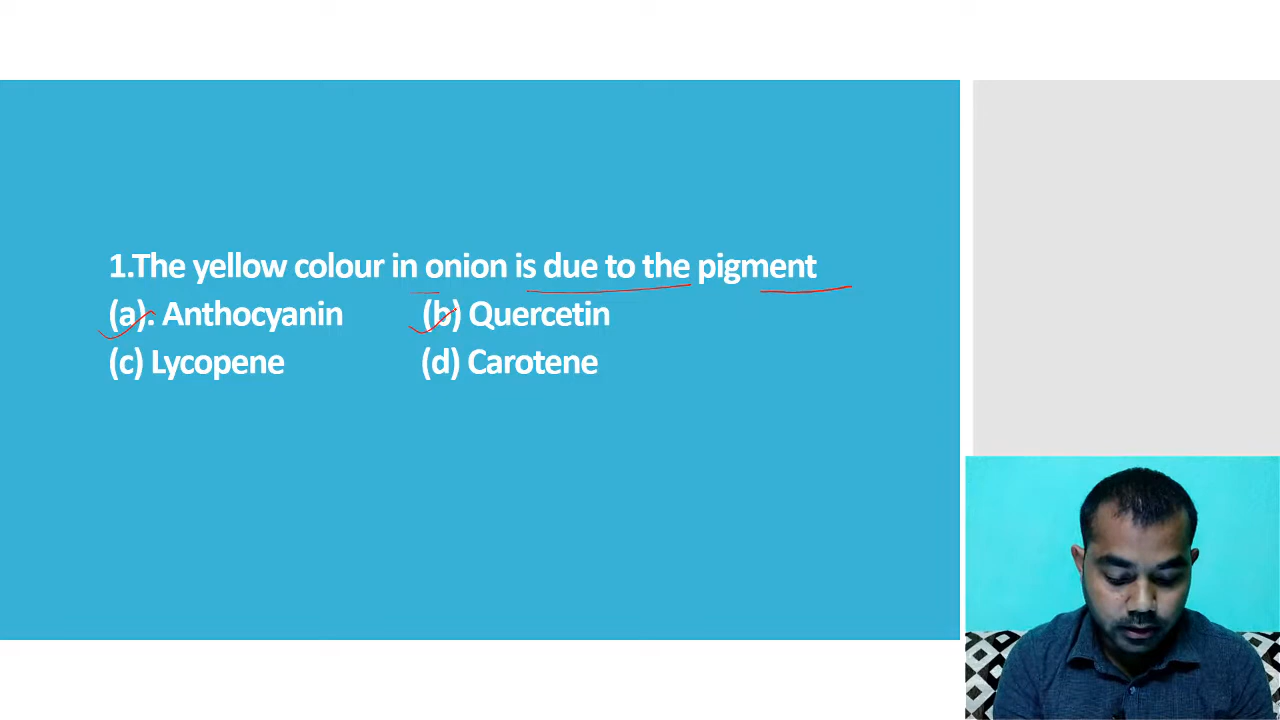 1.The yellow colour in onion is due to the pigment
(a). Anthocyanin (b) Quercetin
(c) Lycopene (d) Carotene